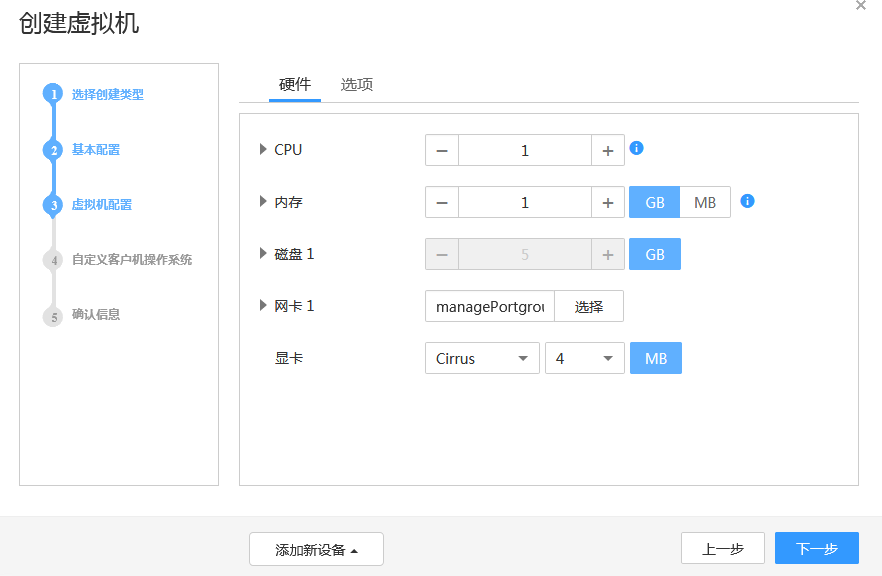 创建虚拟机
1 选择创建类型
2 基本配置
3 虚拟机配置
4 自定义客户机操作系统
5 确认信息
硬件 选项
CPU 1
内存 1 GB MB
磁盘 1 5 GB
网卡 1 managePortgrou 选择
显卡 Cirrus 4 MB
添加新设备 上一步 下一步